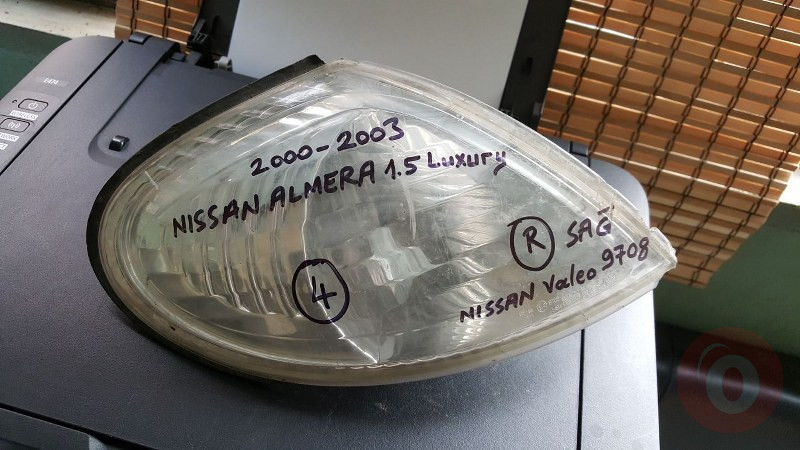 2000-2003
NISSAN ALMERA 1.5 Luxury
R SAĞ
4
NISSAN Valeo 9708